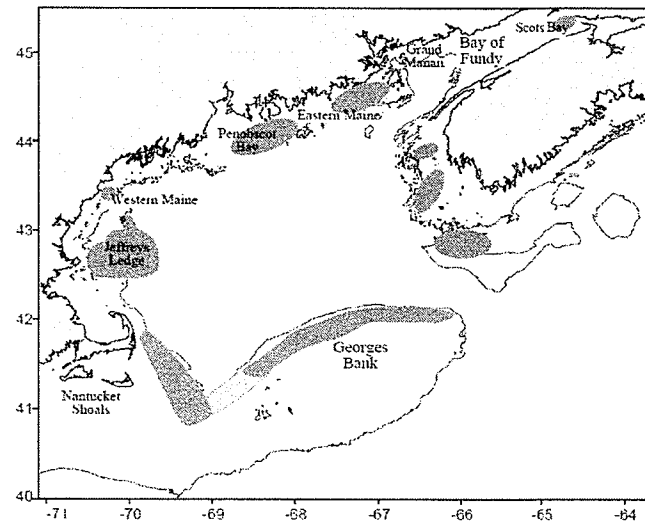 45
44
43
42
41
40
-71
-70
-69
-68
-67
-66
-65
-64
Scots Bay
Grand
Manan
Bay of
Fundy
Eastern Maine
Penobscot
Bay
Western Maine
Jeffreys
Ledge
Georges
Bank
Nantucket
Shoals